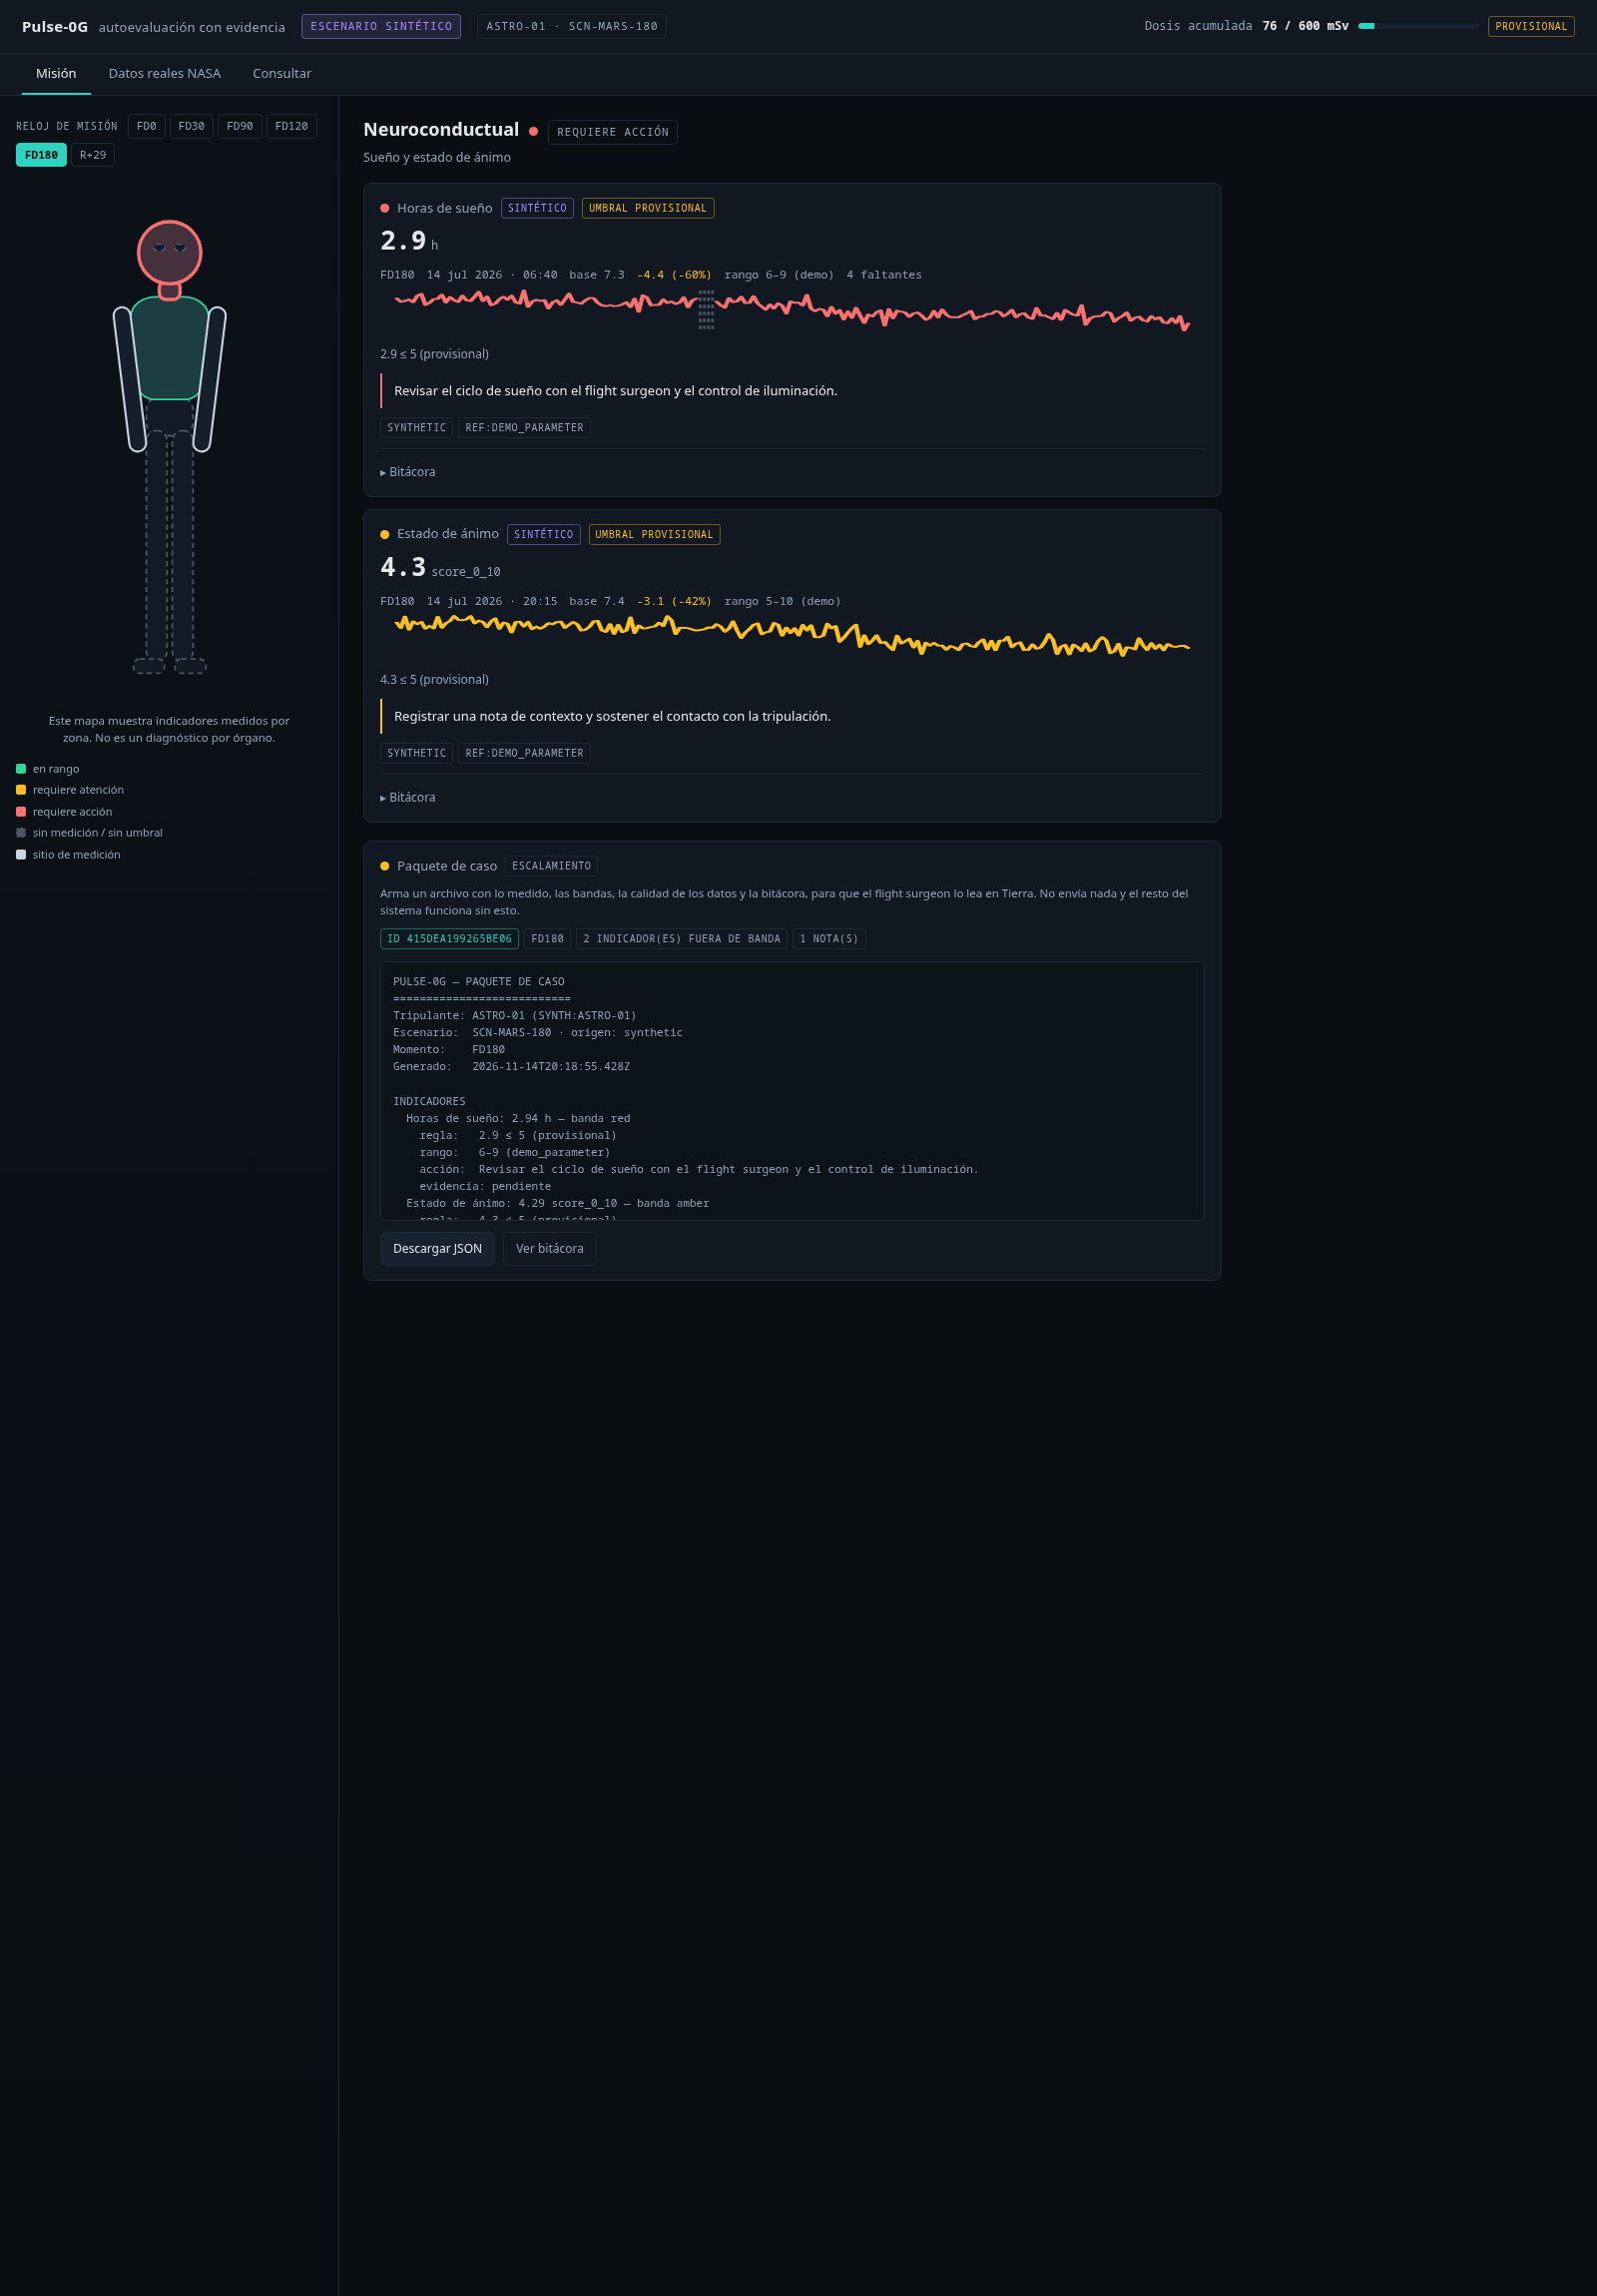 Pulse-0G autoevaluación con evidencia ESCENARIO SINTÉTICO ASTRO-01 · SCN-MARS-180 Dosis acumulada 76 / 600 mSv PROVISIONAL
Misión Datos reales NASA Consultar
RELOJ DE MISIÓN FD0 FD30 FD90 FD120
FD180 R+29
Este mapa muestra indicadores medidos por
zona. No es un diagnóstico por órgano.
en rango
requiere atención
requiere acción
sin medición / sin umbral
sitio de medición
Neuroconductual REQUIERE ACCIÓN
Sueño y estado de ánimo
Horas de sueño SINTÉTICO UMBRAL PROVISIONAL
2.9 h
FD180 14 jul 2026 · 06:40 base 7.3 -4.4 (-60%) rango 6–9 (demo) 4 faltantes
2.9 ≤ 5 (provisional)
Revisar el ciclo de sueño con el flight surgeon y el control de iluminación.
SYNTHETIC REF:DEMO_PARAMETER
▸ Bitácora
Estado de ánimo SINTÉTICO UMBRAL PROVISIONAL
4.3 score_0_10
FD180 14 jul 2026 · 20:15 base 7.4 -3.1 (-42%) rango 5–10 (demo)
4.3 ≤ 5 (provisional)
Registrar una nota de contexto y sostener el contacto con la tripulación.
SYNTHETIC REF:DEMO_PARAMETER
▸ Bitácora
Paquete de caso ESCALAMIENTO
Arma un archivo con lo medido, las bandas, la calidad de los datos y la bitácora, para que el flight surgeon lo lea en Tierra. No envía nada y el resto del
sistema funciona sin esto.
ID 415DEA199265BE06 FD180 2 INDICADOR(ES) FUERA DE BANDA 1 NOTA(S)
PULSE-0G — PAQUETE DE CASO
===========================
Tripulante: ASTRO-01 (SYNTH:ASTRO-01)
Escenario: SCN-MARS-180 · origen: synthetic
Momento: FD180
Generado: 2026-11-14T20:18:55.428Z
INDICADORES
Horas de sueño: 2.94 h — banda red
regla: 2.9 ≤ 5 (provisional)
rango: 6–9 (demo_parameter)
acción: Revisar el ciclo de sueño con el flight surgeon y el control de iluminación.
evidencia: pendiente
Estado de ánimo: 4.29 score_0_10 — banda amber
regla: 4.3 ≤ 5 (provisional)
Descargar JSON Ver bitácora